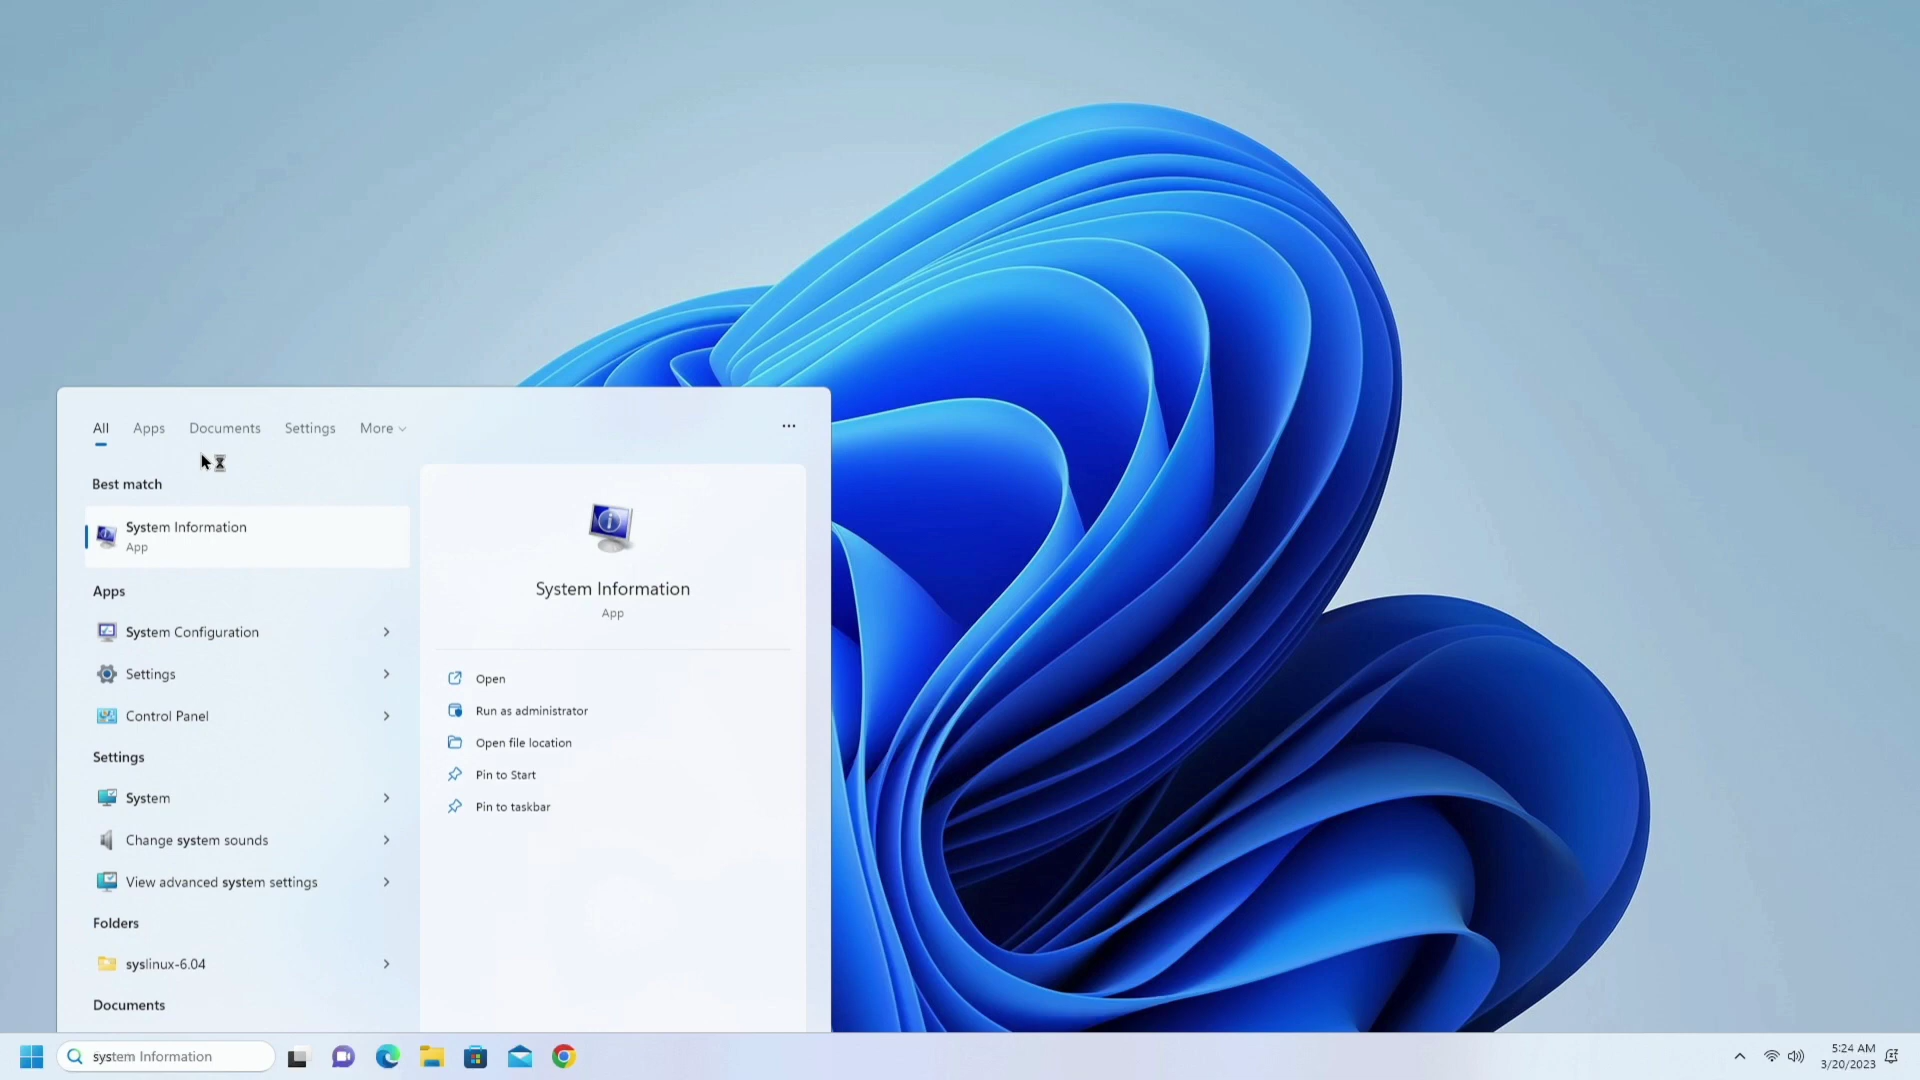 All Apps Documents Settings More
Best match
System Information
App
Apps
System Configuration
Settings
Control Panel
Settings
System
Change system sounds
View advanced system settings
Folders
syslinux-6.04
Documents
System Information
App
Open
Run as administrator
Open file location
Pin to Start
Pin to taskbar
system Information
5:24 AM
3/20/2023